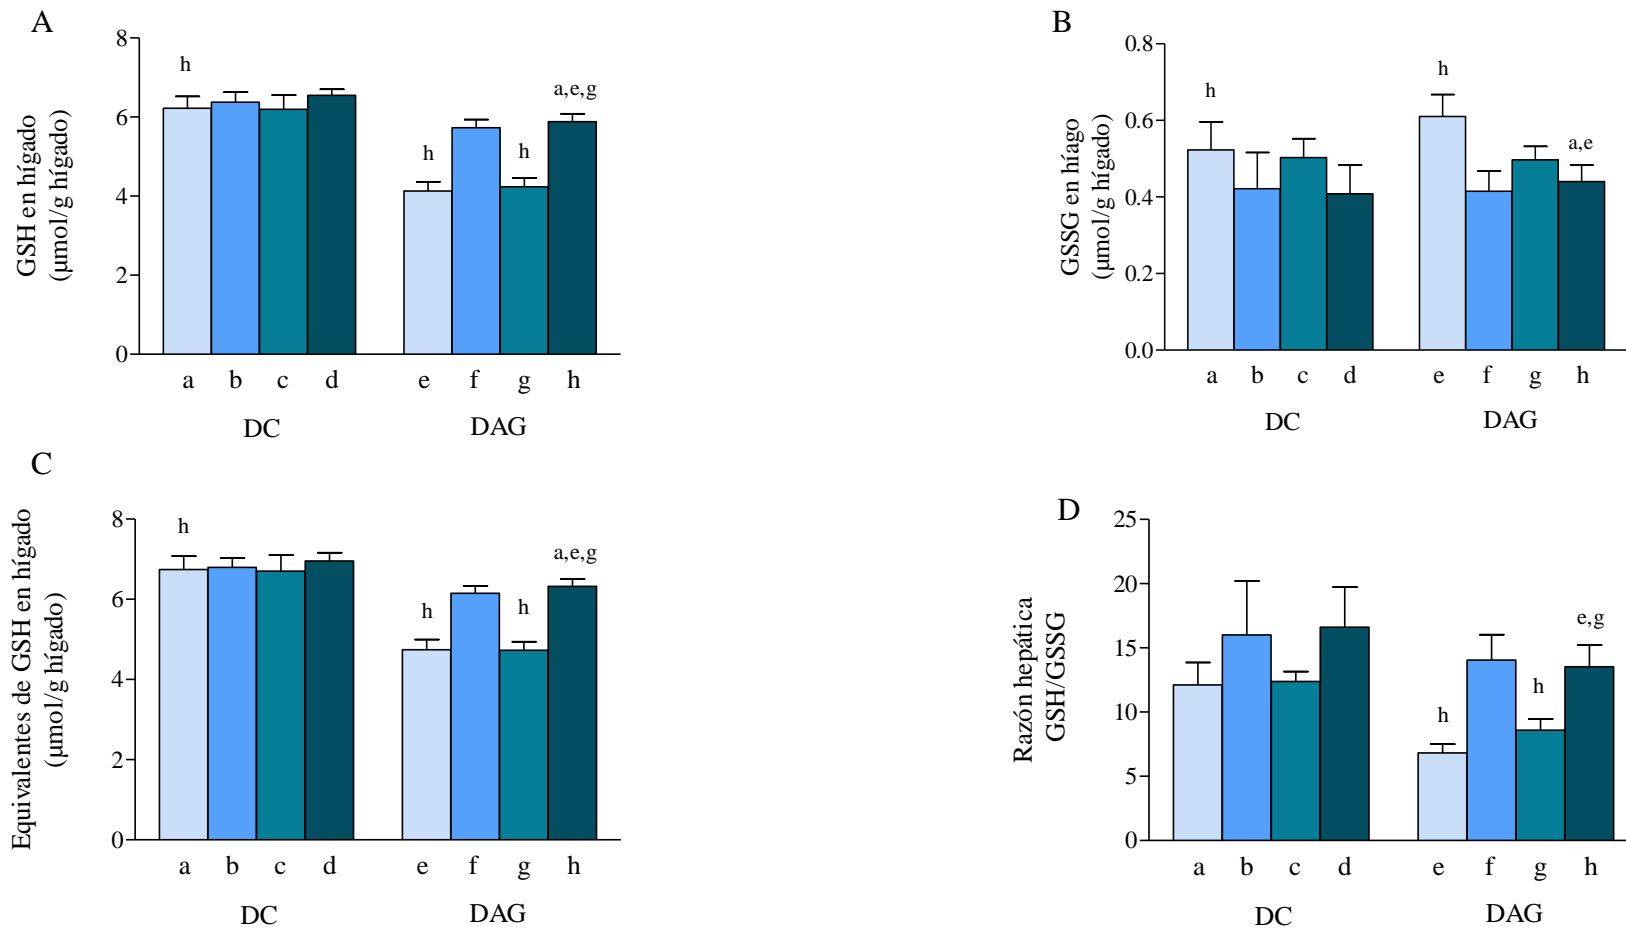 A
GSH en hígado
(µmol/g hígado)
8
6
4
2
0
h
h
h
a,e,g
a b c d e f g h
DC DAG
B
GSSG en híago
(µmol/g hígado)
0.8
0.6
0.4
0.2
0.0
h
h
a,e
a b c d e f g h
DC DAG
C
Equivalentes de GSH en hígado
(µmol/g hígado)
8
6
4
2
0
h
h
h
a,e,g
a b c d e f g h
DC DAG
D
Razón hepática
GSH/GSSG
25
20
15
10
5
0
h
h
e,g
a b c d e f g h
DC DAG